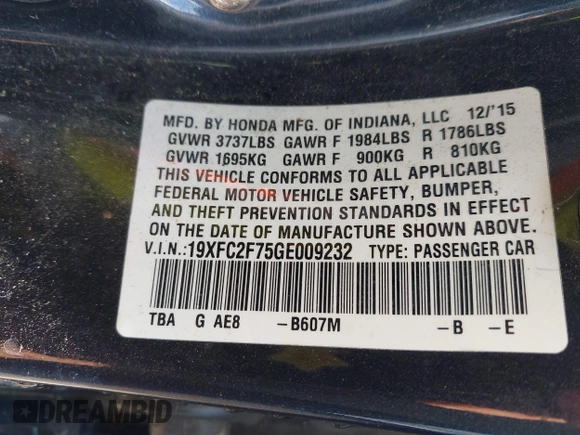 MFD. BY HONDA MFG. OF INDIANA, LLC 12/'15
GVWR 3737LBS GAWR F 1984LBS R 1786LBS
GVWR 1695KG GAWR F 900KG R 810KG
THIS VEHICLE CONFORMS TO ALL APPLICABLE
FEDERAL MOTOR VEHICLE SAFETY, BUMPER,
AND THEFT PREVENTION STANDARDS IN EFFECT
ON THE DATE OF MANUFACTURE SHOWN ABOVE.
V.I.N.:19XFC2F75GE009232 TYPE: PASSENGER CAR
TBA G AE8 -B607M -B -E
DREAMBID